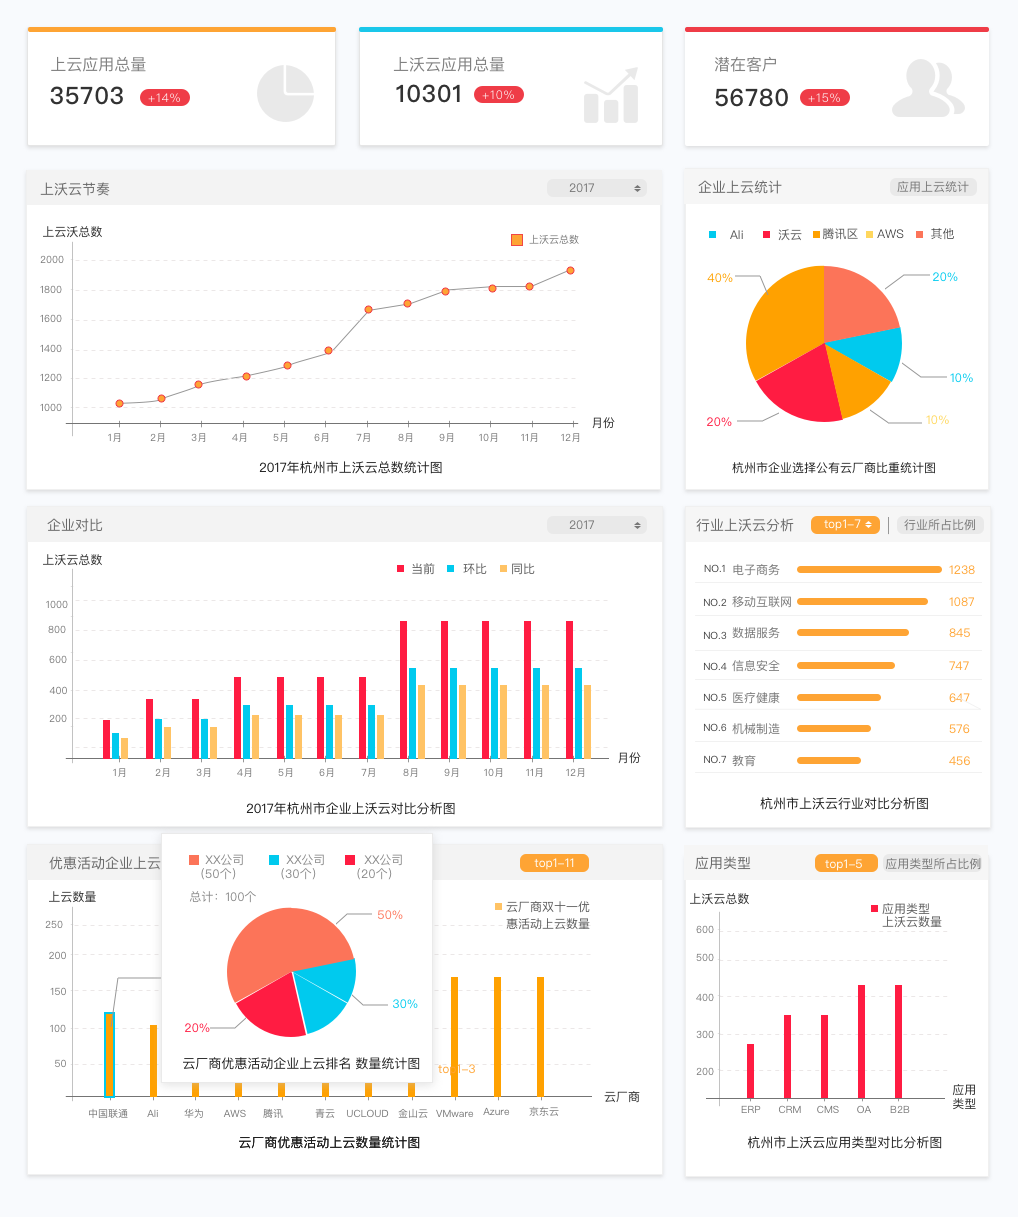 上云应用总量
35703 +14%
上沃云应用总量
10301 +10%
潜在客户
56780 +15%
上沃云节奏 2017
上云沃总数
上沃云总数
2000
1800
1600
1400
1200
1000
月份
1月 2月 3月 4月 5月 6月 7月 8月 9月 10月 11月 12月
2017年杭州市上沃云总数统计图
企业上云统计 应用上云统计
Ali 沃云 腾讯区 AWS 其他
40% 20%
10%
20% 10%
杭州市企业选择公有云厂商比重统计图
企业对比 2017
上沃云总数
当前 环比 同比
1000
800
600
400
200
月份
1月 2月 3月 4月 5月 6月 7月 8月 9月 10月 11月 12月
2017年杭州市企业上沃云对比分析图
行业上沃云分析 top1-7 行业所占比例
NO.1 电子商务 1238
NO.2 移动互联网 1087
NO.3 数据服务 845
NO.4 信息安全 747
NO.5 医疗健康 647
NO.6 机械制造 576
NO.7 教育 456
杭州市上沃云行业对比分析图
优惠活动企业上云 top1-11
上云数量
云厂商双十一优
惠活动上云数量
250
200
150
100
50
XX公司 XX公司 XX公司
(50个) (30个) (20个)
总计：100个
50%
30%
20%
云厂商优惠活动企业上云排名 数量统计图
top1-3
云厂商
中国联通 Ali 华为 AWS 腾讯 青云 UCLOUD 金山云 VMware Azure 京东云
云厂商优惠活动上云数量统计图
应用类型 top1-5 应用类型所占比例
上沃云总数
应用类型
上沃云数量
600
500
400
300
200
应用
类型
ERP CRM CMS OA B2B
杭州市上沃云应用类型对比分析图